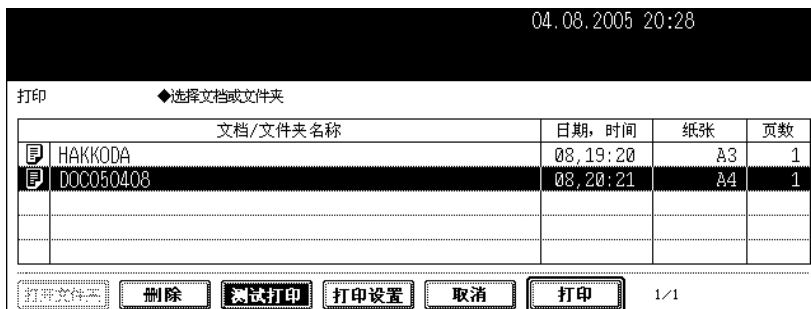 04.08.2005 20:28
打印 ◆选择文档或文件夹
文档/文件夹名称 日期，时间 纸张 页数
HAKKODA 08,19:20 A3 1
DOC050408 08,20:21 A4 1
打开文件夹 删除 测试打印 打印设置 取消 打印 1/1